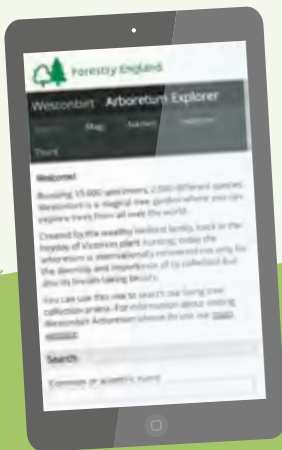 Forestry England
Westonbirt Arboretum Explorer
Map
Tours
Welcome!
Boasting 15,000 specimens, 2,500 different species
Westonbirt is a magical tree garden where you can
explore trees from all over the world.
Created by the wealthy Holford family, back in the
heyday of Victorian plant hunting, today the
arboretum is internationally renowned not only for
the diversity and importance of its collection but
also its breath taking beauty.
You can use this site to search our living tree
collection online. For information about visiting
Westonbirt Arboretum please do use our main
website
Search
Common or scientific name